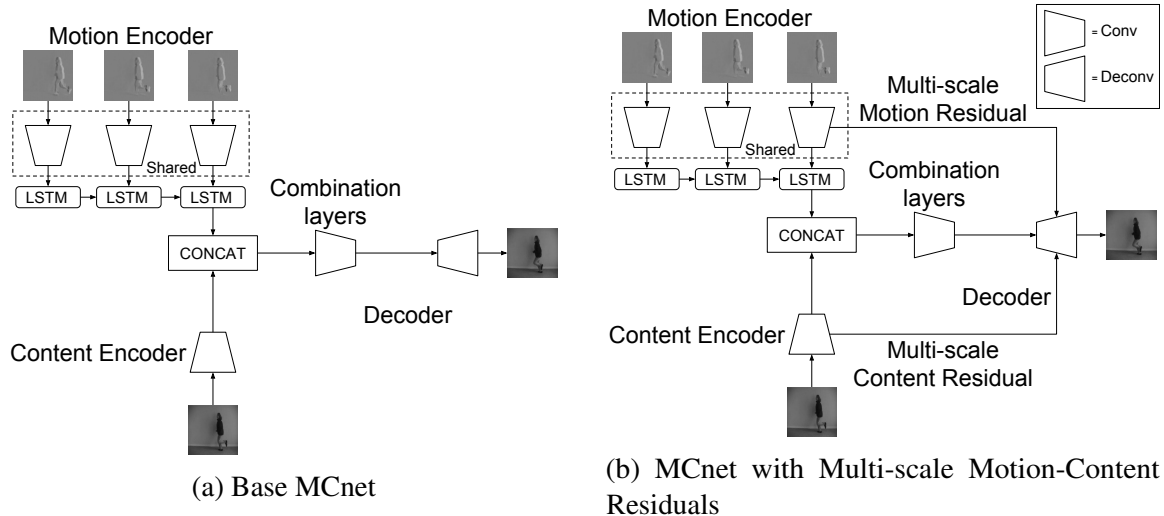 Motion Encoder
Shared
LSTM
LSTM
LSTM
Combination
layers
CONCAT
Decoder
Content Encoder
(a) Base MCnet
Motion Encoder
= Conv
= Deconv
Multi-scale
Motion Residual
Shared
LSTM
LSTM
LSTM
Combination
layers
CONCAT
Decoder
Content Encoder
Multi-scale
Content Residual
(b) MCnet with Multi-scale Motion-Content
Residuals